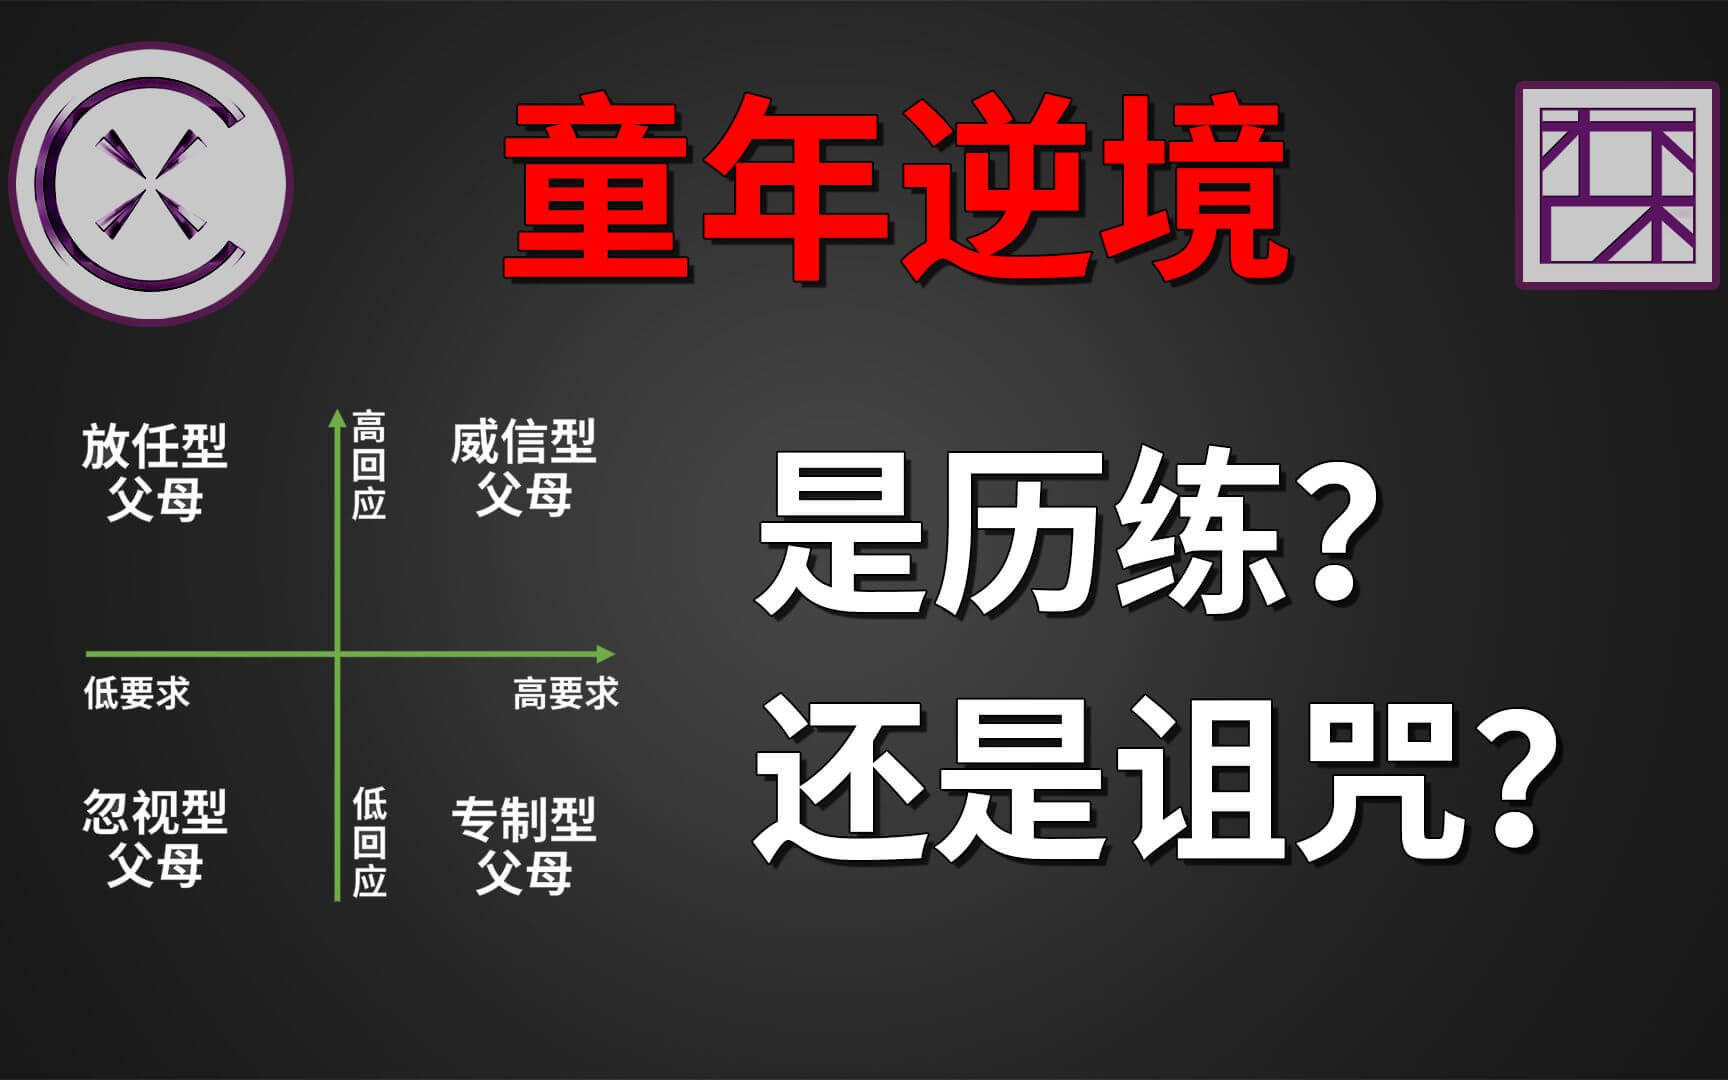 童年逆境
放任型
父母
高回应
威信型
父母
是历练？
低要求
高要求
还是诅咒？
忽视型
父母
低回应
专制型
父母